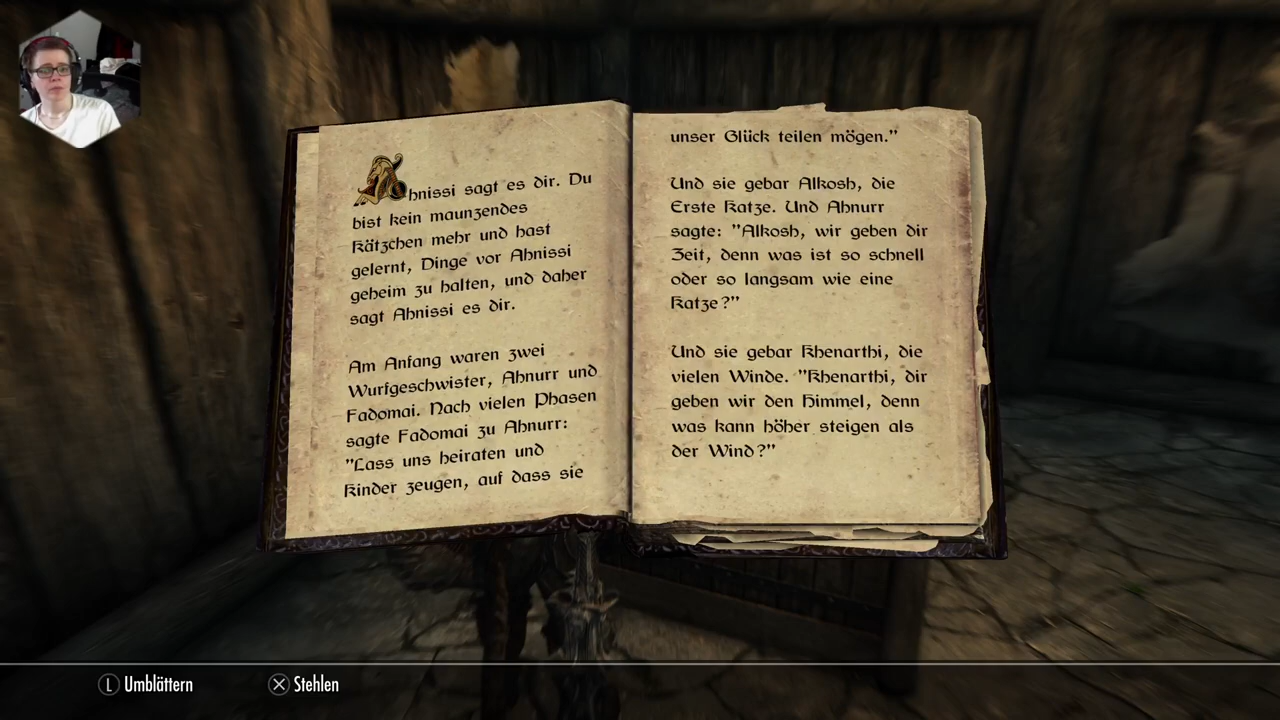 Ahnissi sagt es dir. Du
bist kein maunzendes
Kätzchen mehr und hast
gelernt, Dinge vor Ahnissi
geheim zu halten, und daher
sagt Ahnissi es dir.
Am Anfang waren zwei
Wurfgeschwister, Ahnurr und
Fadomai. Nach vielen Phasen
sagte Fadomai zu Ahnurr:
"Lass uns heiraten und
Kinder zeugen, auf dass sie
unser Glück teilen mögen."
Und sie gebar Alkosh, die
Erste Katze. Und Ahnurr
sagte: "Alkosh, wir geben dir
Zeit, denn was ist so schnell
oder so langsam wie eine
Katze?"
Und sie gebar Khenarthi, die
vielen Winde. "Khenarthi, dir
geben wir den Himmel, denn
was kann höher steigen als
der Wind?"
L Umblättern
X Stehlen